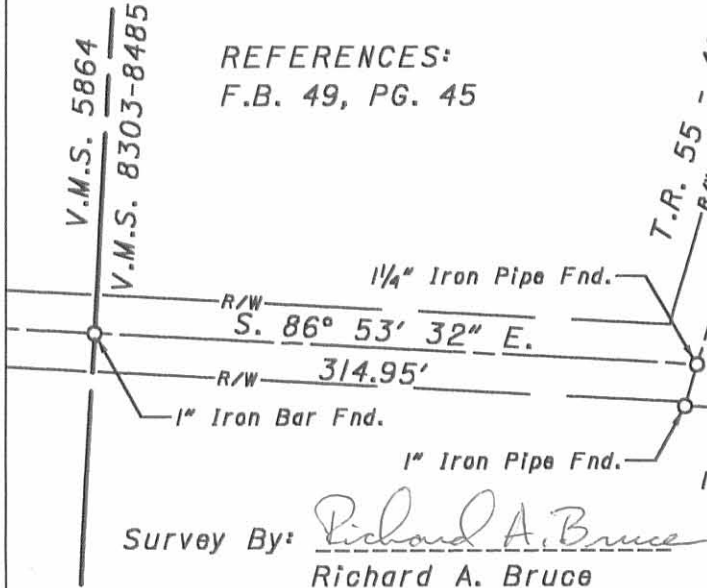 V.M.S. 5864
V.M.S. 8303-8485
REFERENCES:
F.B. 49, PG. 45
T.R. 55 -
R/W
1¼" Iron Pipe Fnd.
R/W
S. 86° 53' 32" E.
314.95'
R/W
1" Iron Bar Fnd.
1" Iron Pipe Fnd.
Survey By: Richard A. Bruce
Richard A. Bruce